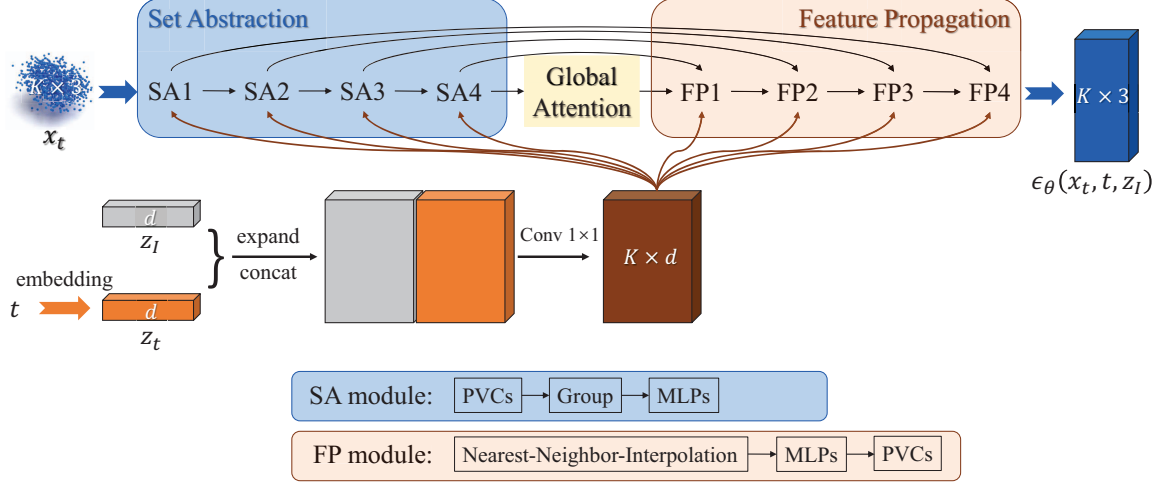 Set Abstraction
Feature Propagation
K ×
x_t
SA1
SA2
SA3
SA4
Global
Attention
FP1
FP2
FP3
FP4
K × 3
ϵ_θ(x_t, t, z_I)
d
z_I
expand
concat
Conv 1×1
K × d
embedding
t
d
z_t
SA module: PVCs Group MLPs
FP module: Nearest-Neighbor-Interpolation MLPs PVCs